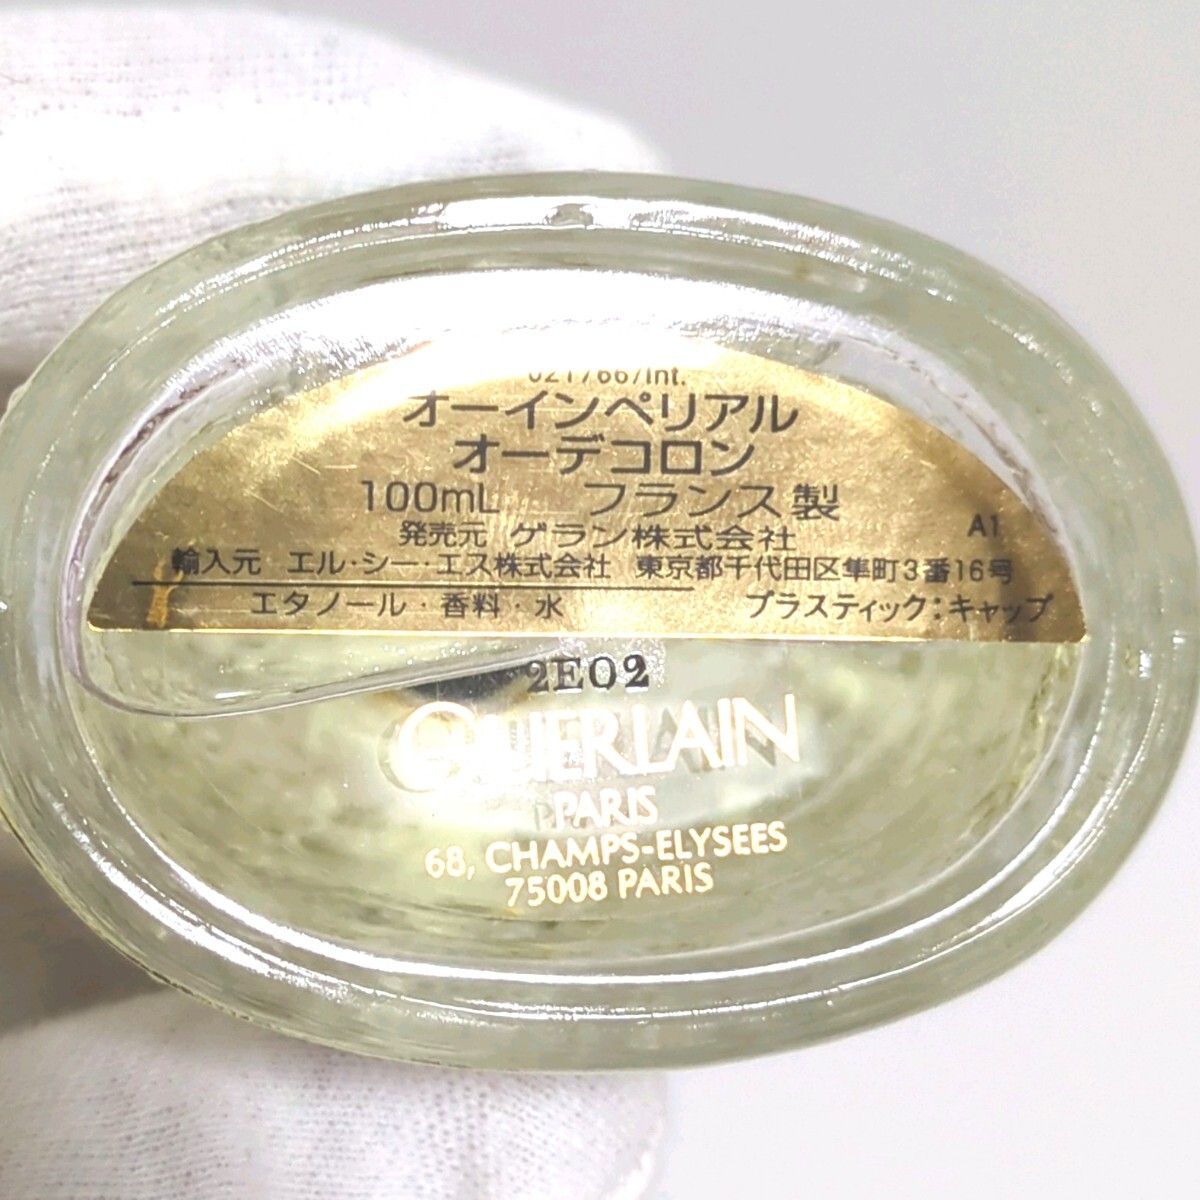 オーインペリアル
オーデコロン
100mL フランス製
発売元 ゲラン株式会社 A1
輸入元 エル・シー・エス株式会社 東京都千代田区隼町3番16号
エタノール・香料・水 プラスティック:キャップ
2E02
GUERLAIN
PARIS
68, CHAMPS-ELYSEES
75008 PARIS